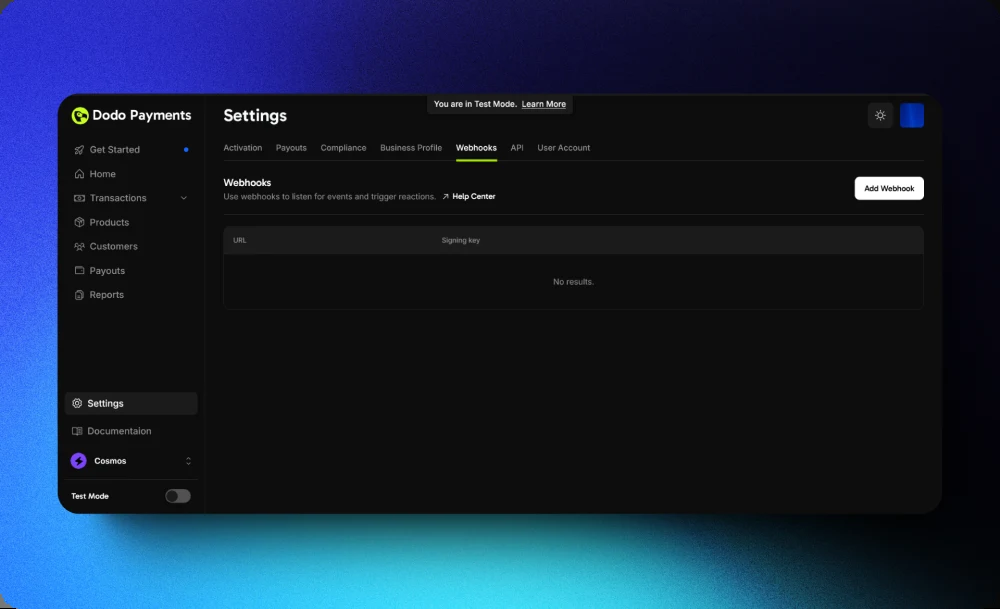 Dodo Payments
Get Started
Home
Transactions
Products
Customers
Payouts
Reports
Settings
Documentaion
Cosmos
Test Mode
You are in Test Mode. Learn More
Settings
Activation Payouts Compliance Business Profile Webhooks API User Account
Webhooks
Use webhooks to listen for events and trigger reactions. Help Center
Add Webhook
URL Signing key
No results.